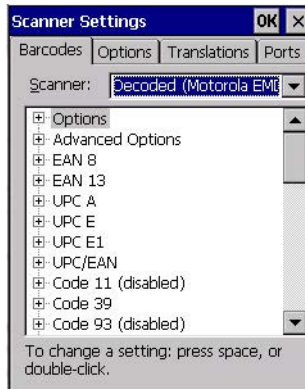 Scanner Settings OK ×
Barcodes Options Translations Ports
Scanner: Decoded (Motorola EMD
Options
Advanced Options
EAN 8
EAN 13
UPC A
UPC E
UPC E1
UPC/EAN
Code 11 (disabled)
Code 39
Code 93 (disabled)
To change a setting: press space, or
double-click.